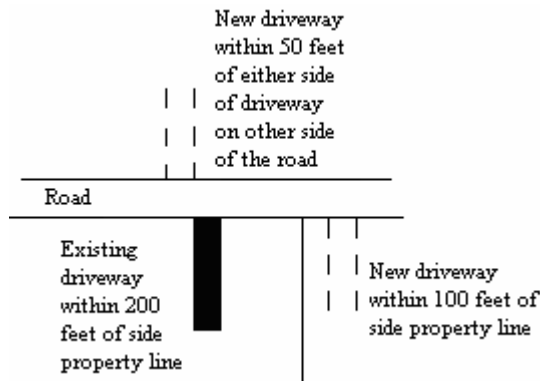 New driveway
within 50 feet
of either side
of driveway
on other side
of the road
Road
Existing
driveway
within 200
feet of side
property line
New driveway
within 100 feet of
side property line